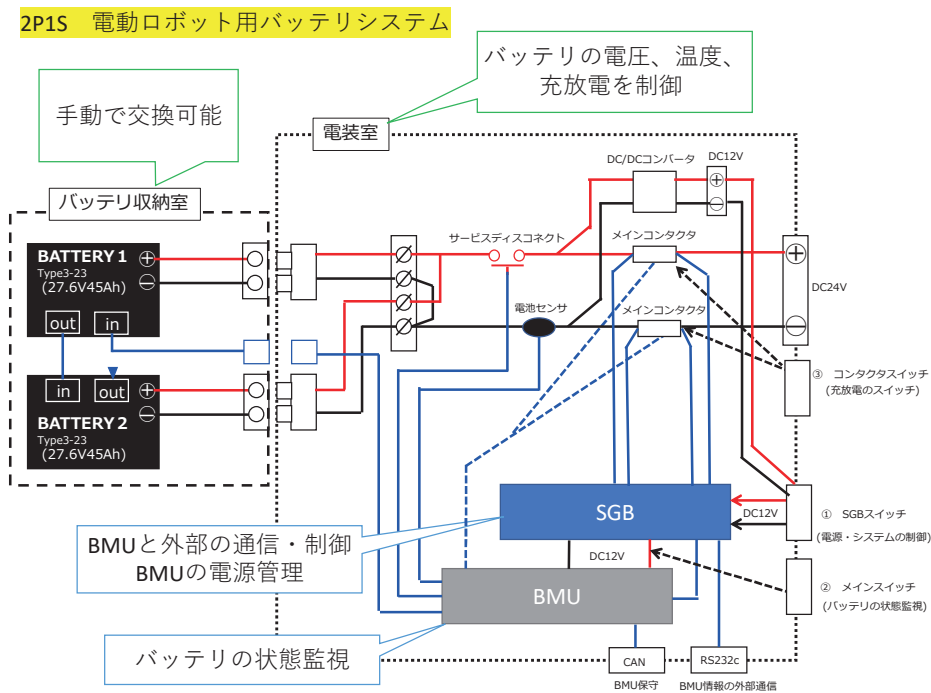 2P1S 電動ロボット用バッテリシステム
バッテリの電圧、温度、
充放電を制御
手動で交換可能
電装室
DC/DCコンバータ
DC12V
バッテリ収納室
サービスディスコネクト
メインコンタクタ
BATTERY 1
Type3-23
(27.6V45Ah)
out
in
電池センサ
メインコンタクタ
DC24V
in
out
BATTERY 2
Type3-23
(27.6V45Ah)
③ コンタクタスイッチ
(充放電のスイッチ)
SGB
DC12V
① SGBスイッチ
(電源・システムの制御)
BMUと外部の通信・制御
BMUの電源管理
DC12V
BMU
② メインスイッチ
(バッテリの状態監視)
バッテリの状態監視
CAN
RS232c
BMU保守
BMU情報の外部通信